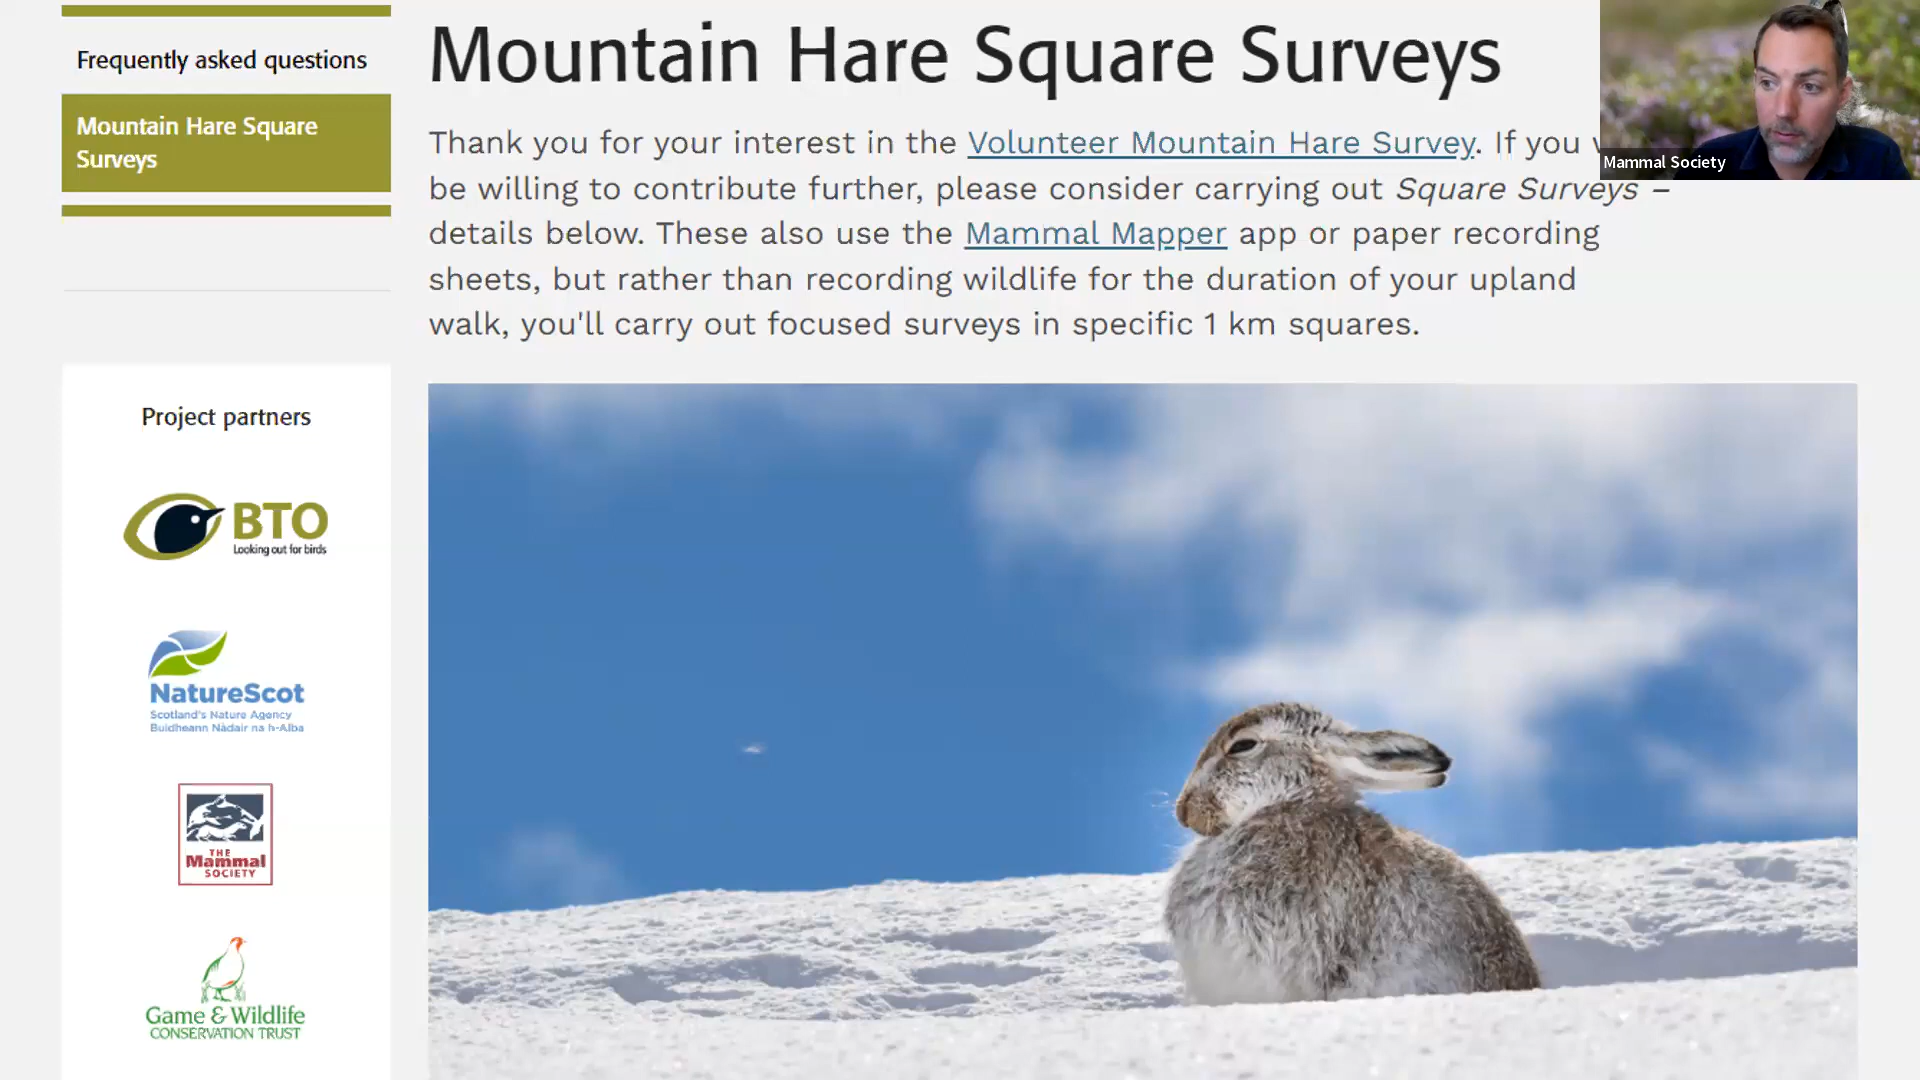 Frequently asked questions
Mountain Hare Square
Surveys
Project partners
BTO
Looking out for birds
NatureScot
Scotland's Nature Agency
Buidheann Nàdair na h-Alba
THE
Mammal
SOCIETY
Game & Wildlife
CONSERVATION TRUST
Mountain Hare Square Surveys
Thank you for your interest in the Volunteer Mountain Hare Survey. If you
be willing to contribute further, please consider carrying out Square Surveys –
details below. These also use the Mammal Mapper app or paper recording
sheets, but rather than recording wildlife for the duration of your upland
walk, you'll carry out focused surveys in specific 1 km squares.
Mammal Society